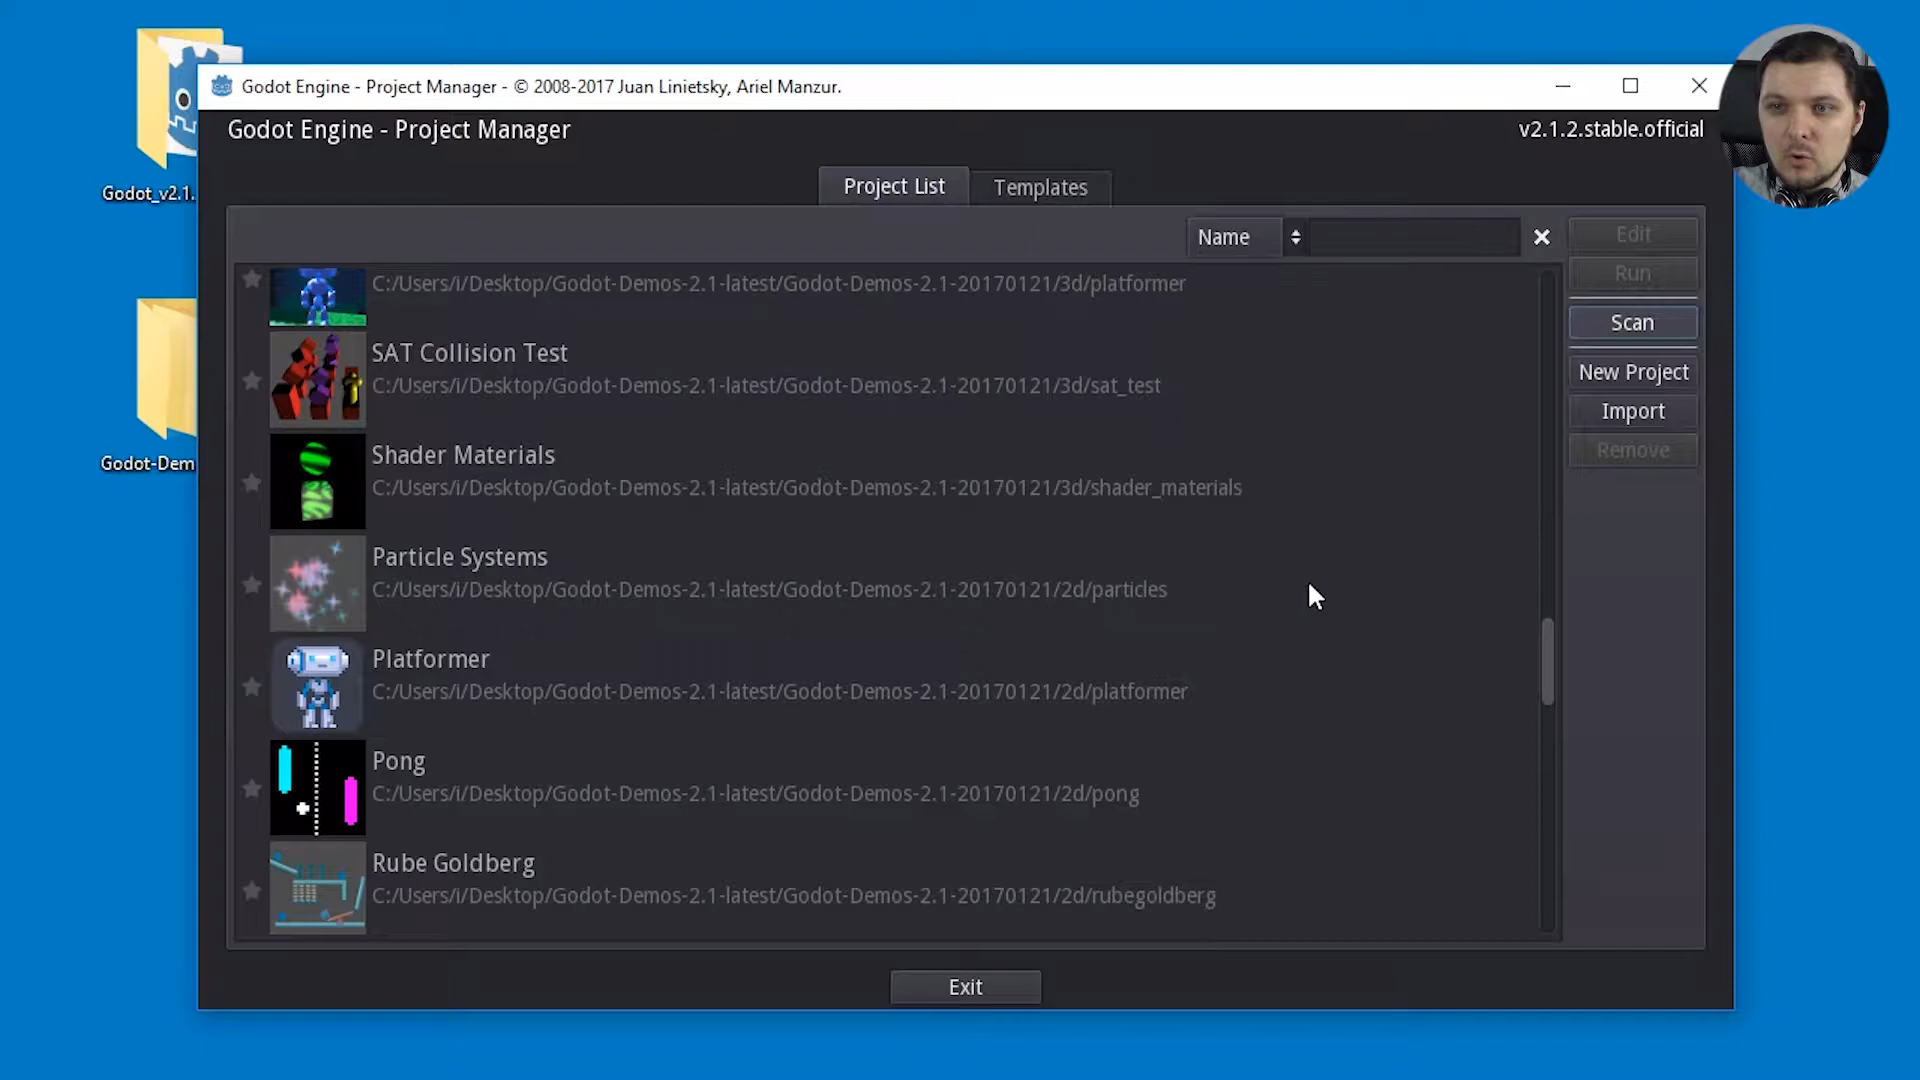 Godot Engine - Project Manager - © 2008-2017 Juan Linietsky, Ariel Manzur.
Godot Engine - Project Manager
v2.1.2.stable.official
Godot_v2.1.
Godot-Dem
Project List
Templates
Name
Edit
Run
Scan
New Project
Import
Remove
C:/Users/i/Desktop/Godot-Demos-2.1-latest/Godot-Demos-2.1-20170121/3d/platformer
SAT Collision Test
C:/Users/i/Desktop/Godot-Demos-2.1-latest/Godot-Demos-2.1-20170121/3d/sat_test
Shader Materials
C:/Users/i/Desktop/Godot-Demos-2.1-latest/Godot-Demos-2.1-20170121/3d/shader_materials
Particle Systems
C:/Users/i/Desktop/Godot-Demos-2.1-latest/Godot-Demos-2.1-20170121/2d/particles
Platformer
C:/Users/i/Desktop/Godot-Demos-2.1-latest/Godot-Demos-2.1-20170121/2d/platformer
Pong
C:/Users/i/Desktop/Godot-Demos-2.1-latest/Godot-Demos-2.1-20170121/2d/pong
Rube Goldberg
C:/Users/i/Desktop/Godot-Demos-2.1-latest/Godot-Demos-2.1-20170121/2d/rubegoldberg
Exit